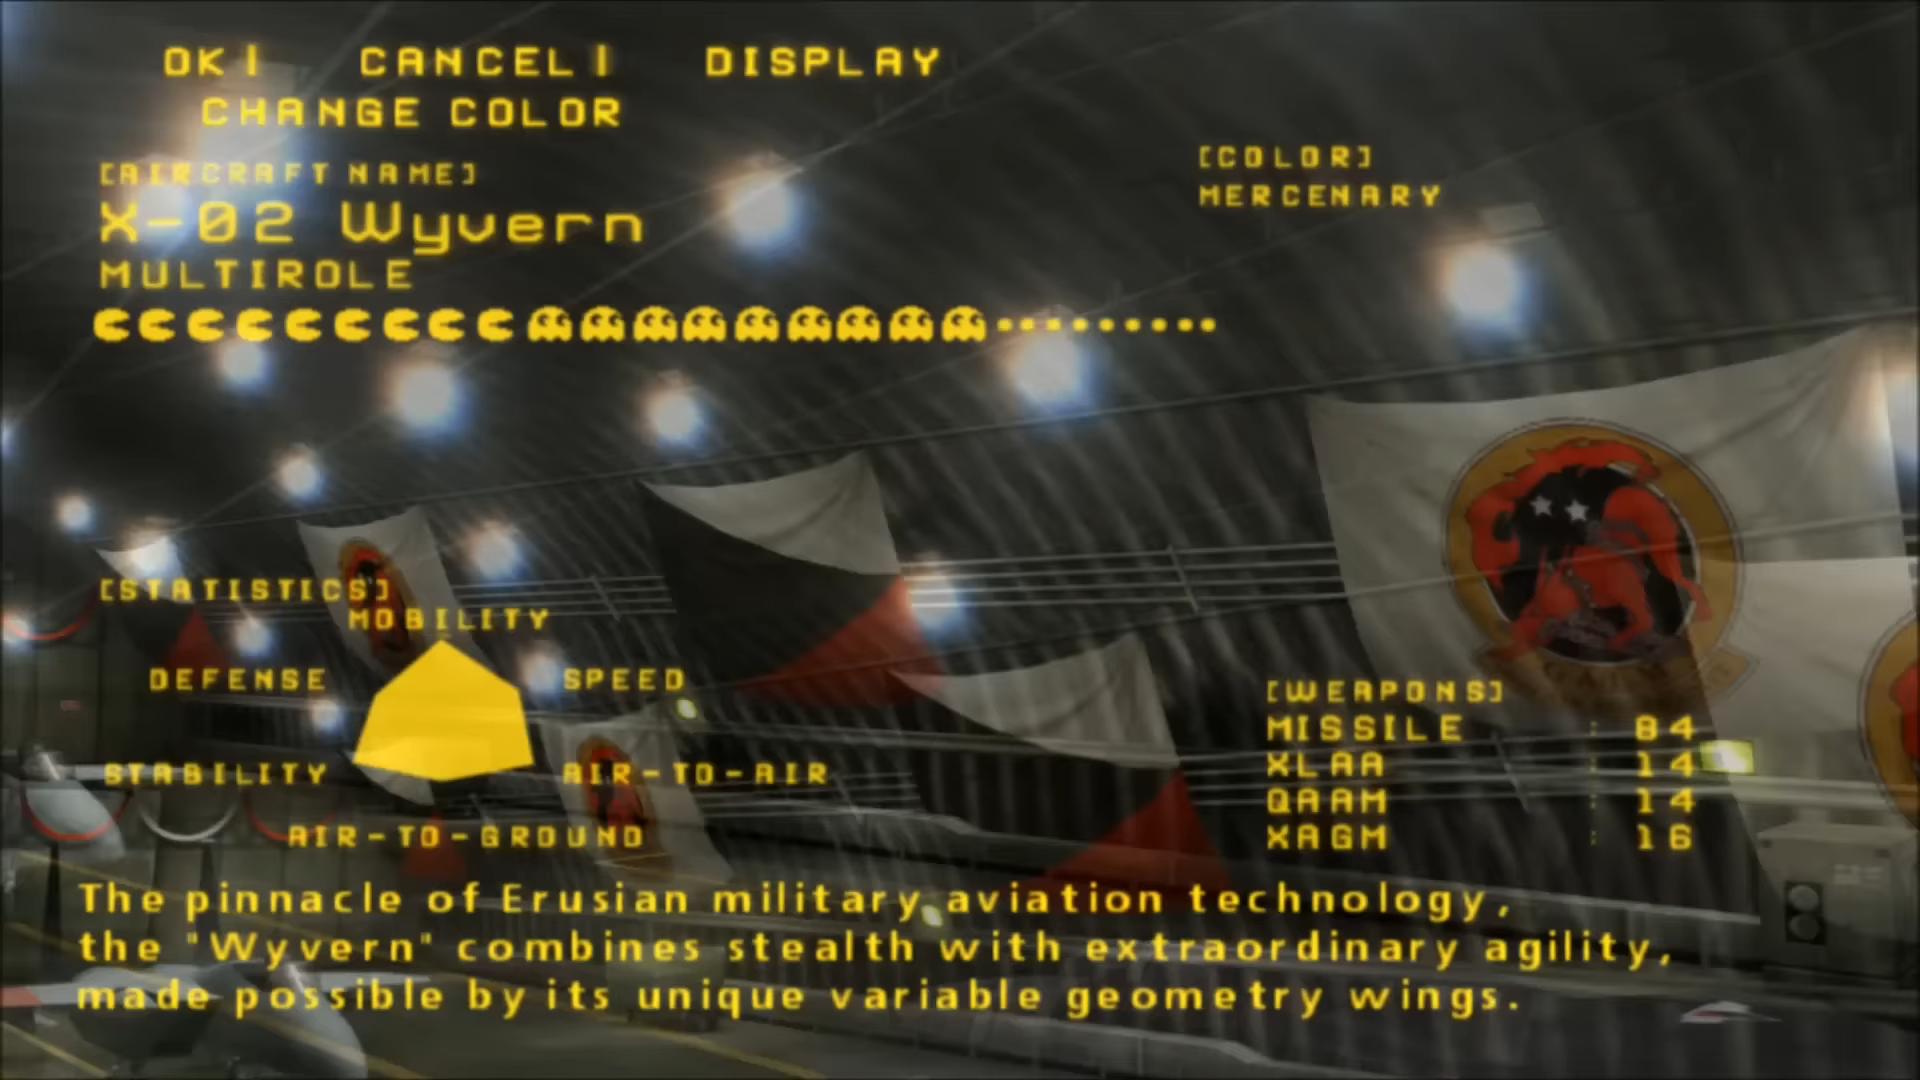 OK | CANCEL | DISPLAY
CHANGE COLOR
[AIRCRAFT NAME]
X-02 Wyvern
MULTIROLE
[COLOR]
MERCENARY
[STATISTICS]
MOBILITY
DEFENSE
SPEED
STABILITY
AIR-TO-AIR
AIR-TO-GROUND
[WEAPONS]
MISSILE : 84
XLAA : 14
QAAM : 14
XAGM : 16
The pinnacle of Erusian military aviation technology,
the "Wyvern" combines stealth with extraordinary agility,
made possible by its unique variable geometry wings.